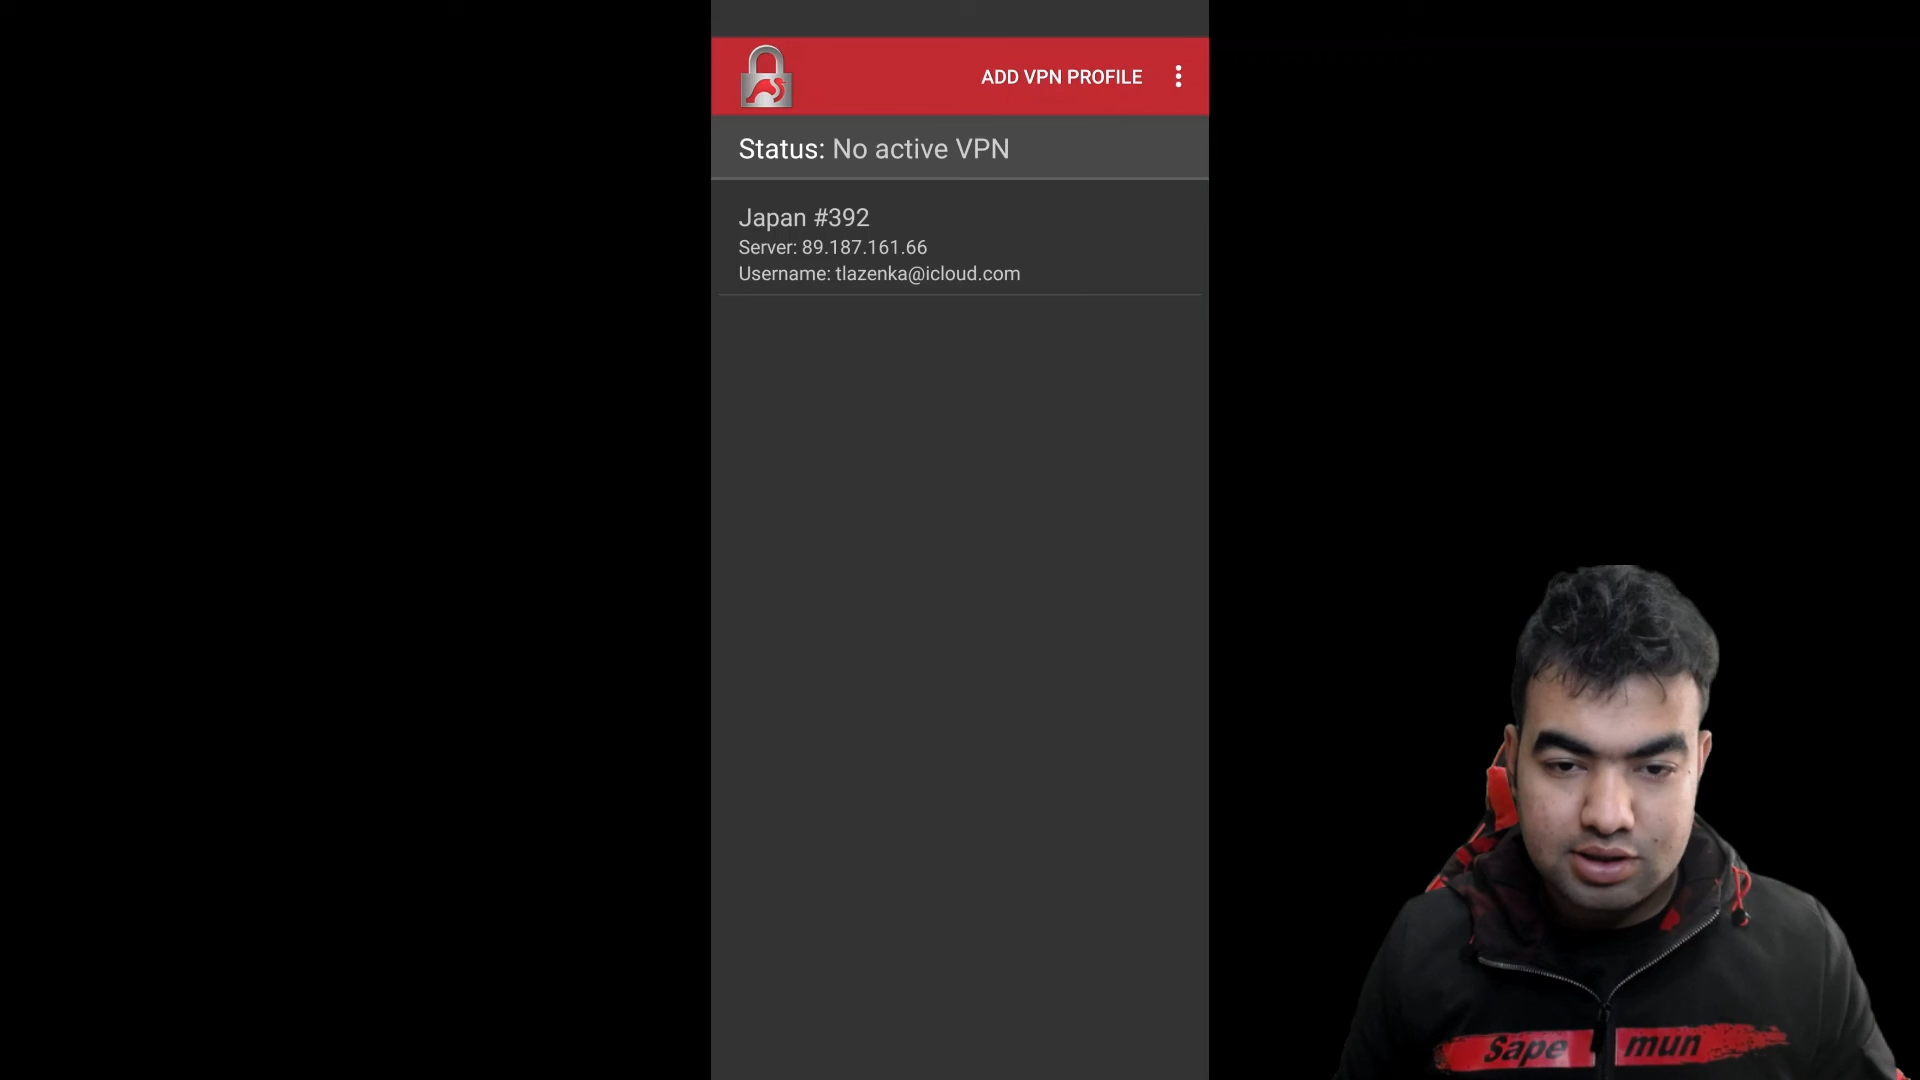 ADD VPN PROFILE
Status: No active VPN
Japan #392
Server: 89.187.161.66
Username: tlazenka@icloud.com
Sape mun